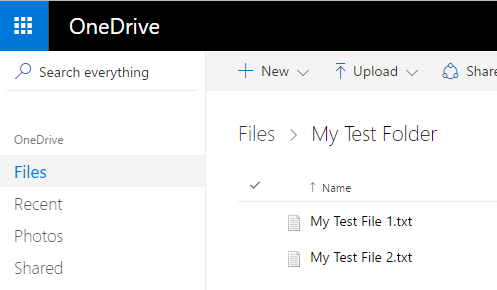 OneDrive
Search everything
New Upload Share
OneDrive
Files
Recent
Photos
Shared
Files > My Test Folder
Name
My Test File 1.txt
My Test File 2.txt